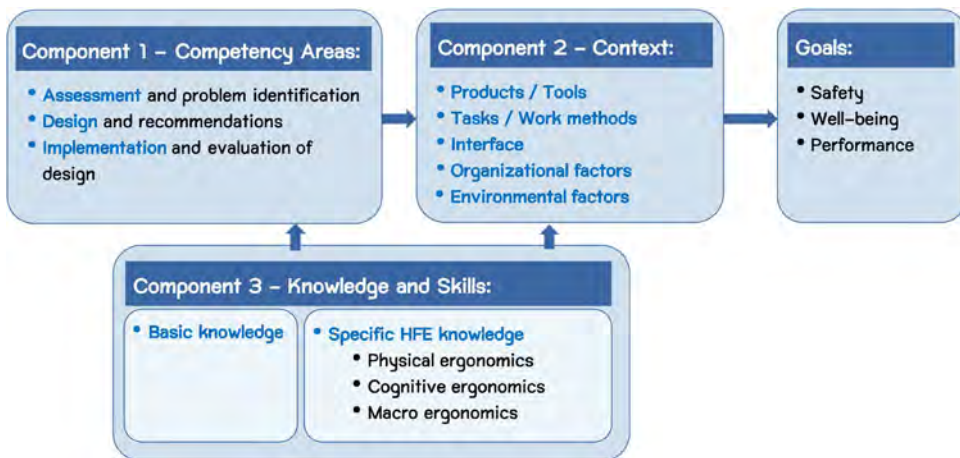 Component 1 – Competency Areas:
• Assessment and problem identification
• Design and recommendations
• Implementation and evaluation of
design
Component 2 – Context:
• Products / Tools
• Tasks / Work methods
• Interface
• Organizational factors
• Environmental factors
Goals:
• Safety
• Well-being
• Performance
Component 3 – Knowledge and Skills:
• Basic knowledge
• Specific HFE knowledge
• Physical ergonomics
• Cognitive ergonomics
• Macro ergonomics